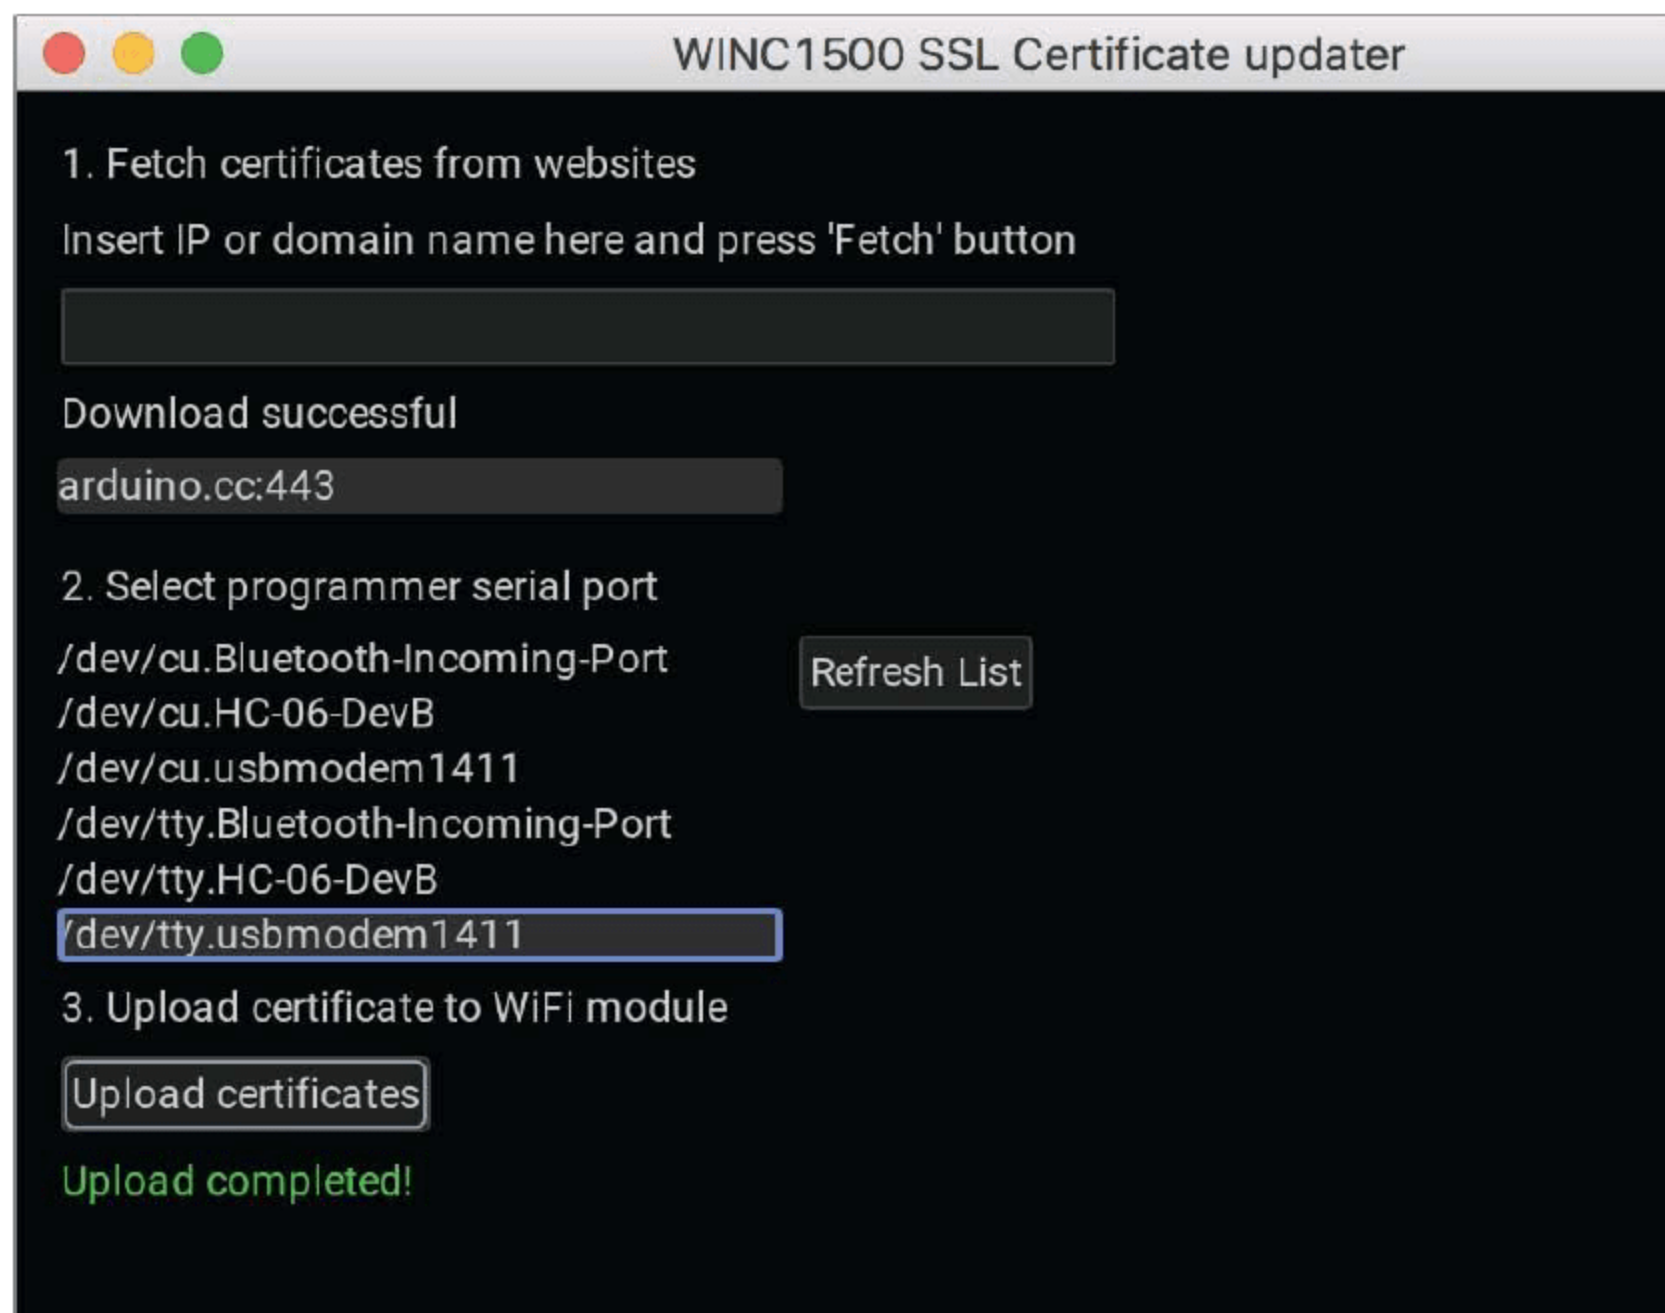 WINC1500 SSL Certificate updater
1. Fetch certificates from websites
Insert IP or domain name here and press 'Fetch' button
Download successful
arduino.cc:443
2. Select programmer serial port
/dev/cu.Bluetooth-Incoming-Port
Refresh List
/dev/cu.HC-06-DevB
/dev/cu.usbmodem1411
/dev/tty.Bluetooth-Incoming-Port
/dev/tty.HC-06-DevB
/dev/tty.usbmodem1411
3. Upload certificate to WiFi module
Upload certificates
Upload completed!